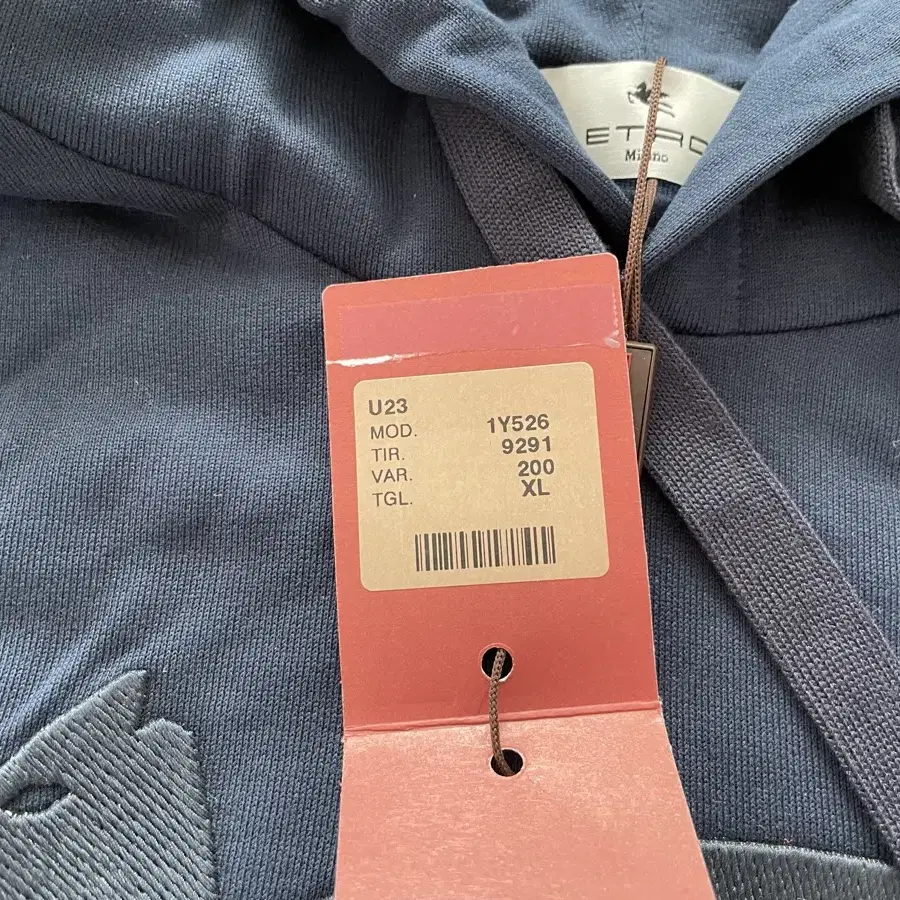 ETRO
Milano
U23
MOD. 1Y526
TIR. 9291
VAR. 200
TGL. XL